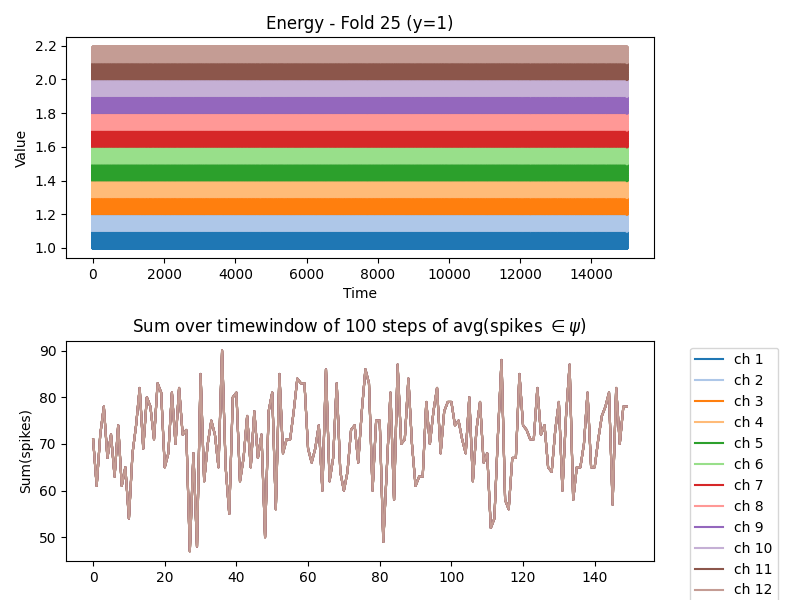 Energy - Fold 25 (y=1)
Value
2.2
2.0
1.8
1.6
1.4
1.2
1.0
0 2000 4000 6000 8000 10000 12000 14000
Time
Sum over timewindow of 100 steps of avg(spikes ∈ψ)
Sum(spikes)
90
80
70
60
50
0 20 40 60 80 100 120 140
ch 1
ch 2
ch 3
ch 4
ch 5
ch 6
ch 7
ch 8
ch 9
ch 10
ch 11
ch 12